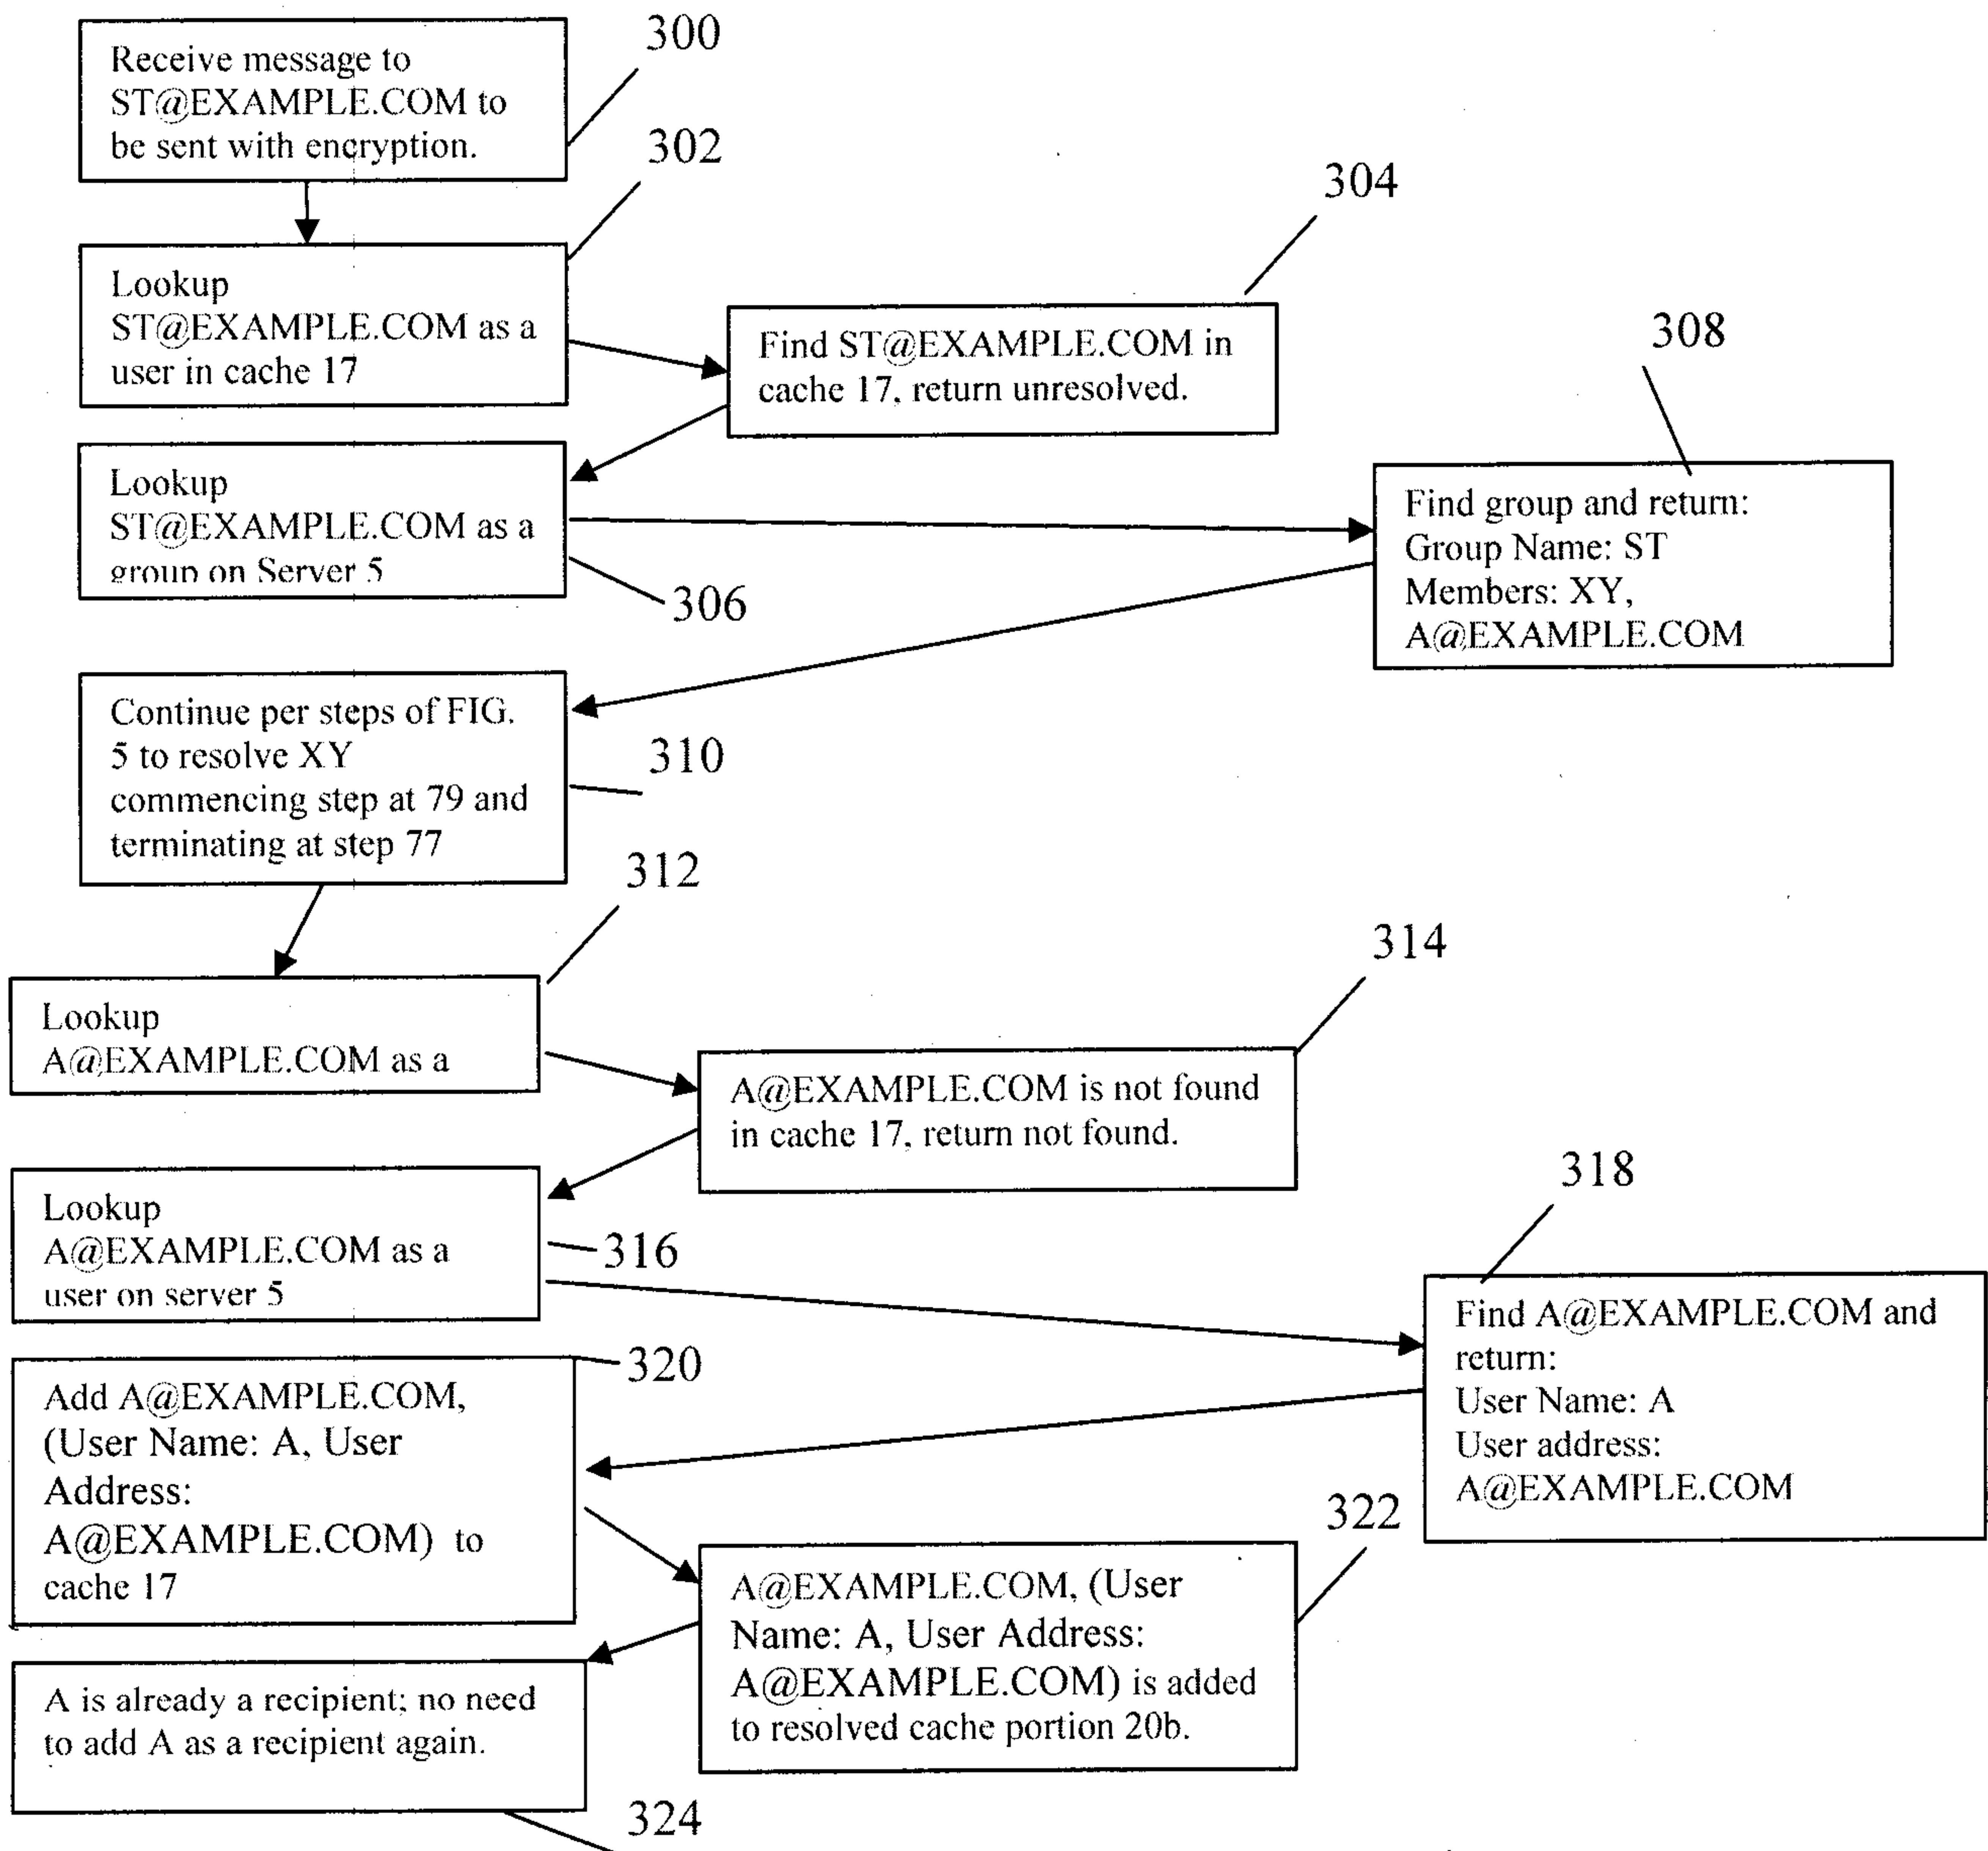 300
Receive message to
ST@EXAMPLE.COM to
be sent with encryption.
302
Lookup
ST@EXAMPLE.COM as a
user in cache 17
304
Find ST@EXAMPLE.COM in
cache 17, return unresolved.
Lookup
ST@EXAMPLE.COM as a
group on Server 5
306
308
Find group and return:
Group Name: ST
Members: XY,
A@EXAMPLE.COM
Continue per steps of FIG.
5 to resolve XY
commencing step at 79 and
terminating at step 77
310
312
Lookup
A@EXAMPLE.COM as a
314
A@EXAMPLE.COM is not found
in cache 17, return not found.
Lookup
A@EXAMPLE.COM as a
user on server 5
316
318
Find A@EXAMPLE.COM and
return:
User Name: A
User address:
A@EXAMPLE.COM
320
Add A@EXAMPLE.COM,
(User Name: A, User
Address:
A@EXAMPLE.COM) to
cache 17
322
A@EXAMPLE.COM, (User
Name: A, User Address:
A@EXAMPLE.COM) is added
to resolved cache portion 20b.
A is already a recipient; no need
to add A as a recipient again.
324